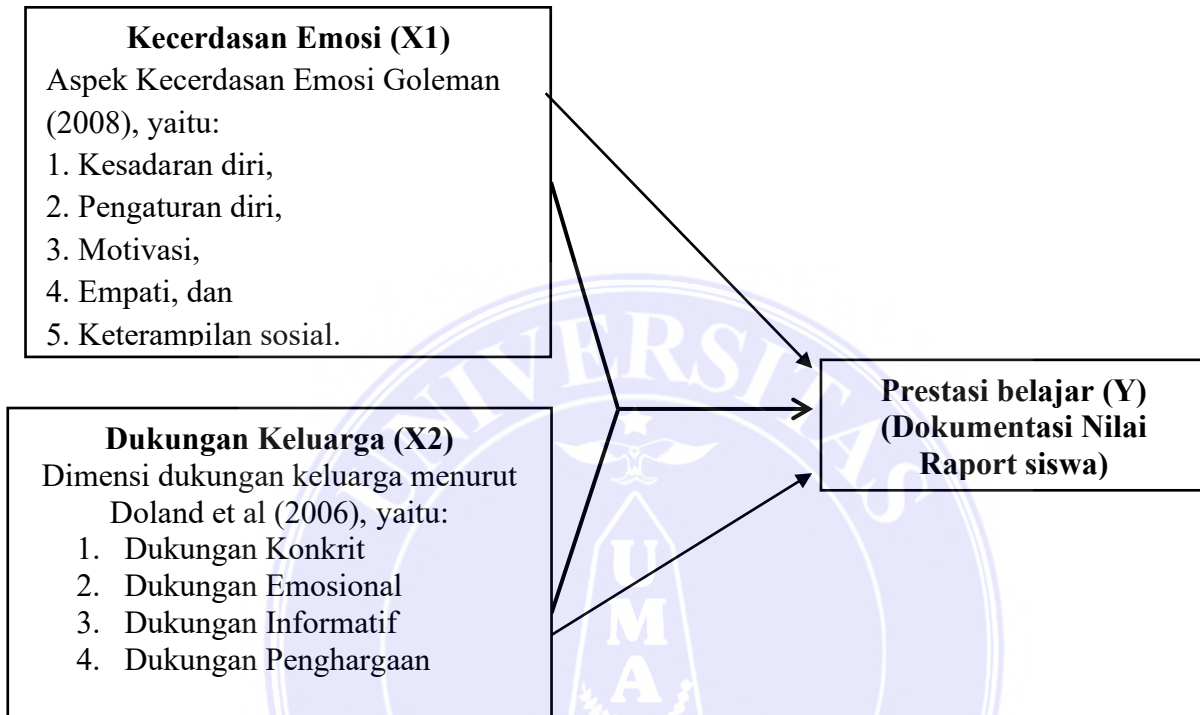 Kecerdasan Emosi (X1)
Aspek Kecerdasan Emosi Goleman
(2008), yaitu:
1. Kesadaran diri,
2. Pengaturan diri,
3. Motivasi,
4. Empati, dan
5. Keterampilan sosial.
Dukungan Keluarga (X2)
Dimensi dukungan keluarga menurut
Doland et al (2006), yaitu:
1. Dukungan Konkrit
2. Dukungan Emosional
3. Dukungan Informatif
4. Dukungan Penghargaan
Prestasi belajar (Y)
(Dokumentasi Nilai
Raport siswa)
UNIVERSITAS
UMA